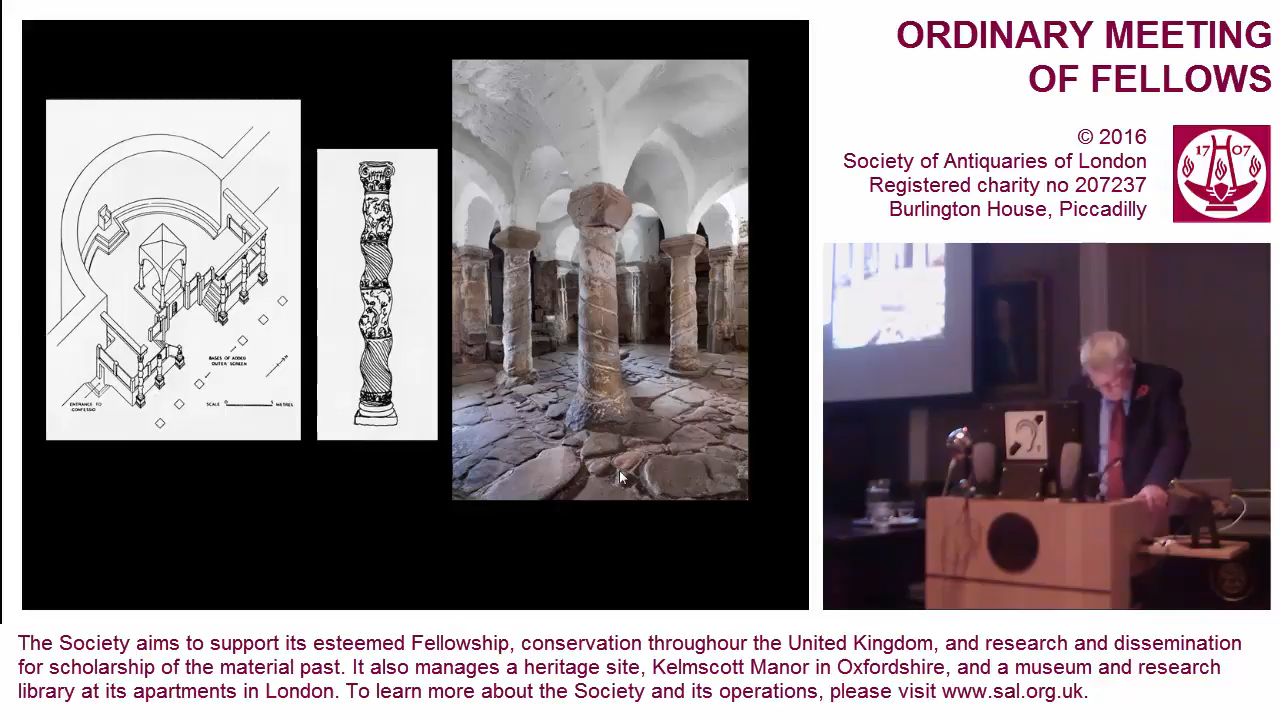 ORDINARY MEETING
OF FELLOWS
© 2016
Society of Antiquaries of London
Registered charity no 207237
Burlington House, Piccadilly
17 07
BASES OF ADDED
OUTER SCREEN
ENTRANCE TO
CONFESSIO
SCALE 0 5 METRES
The Society aims to support its esteemed Fellowship, conservation throughour the United Kingdom, and research and dissemination
for scholarship of the material past. It also manages a heritage site, Kelmscott Manor in Oxfordshire, and a museum and research
library at its apartments in London. To learn more about the Society and its operations, please visit www.sal.org.uk.